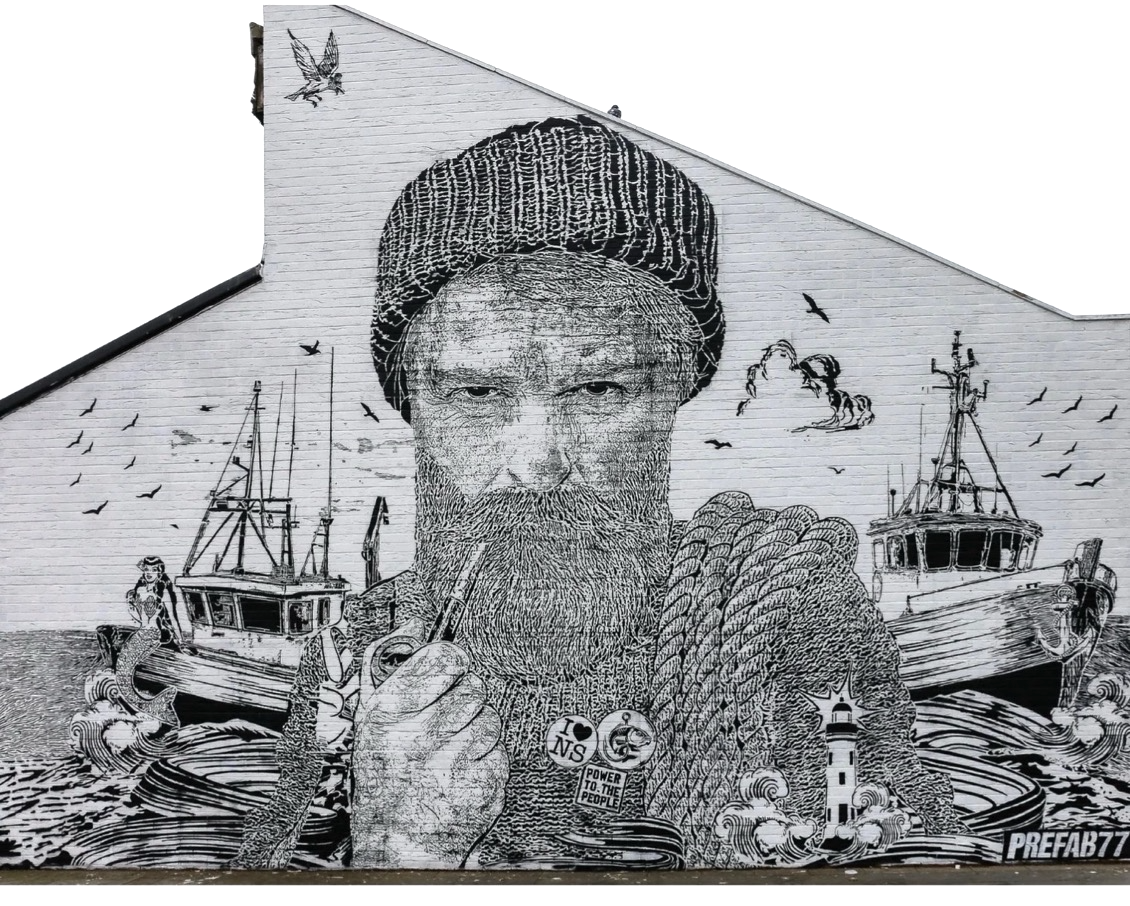 I ♥
NS
POWER
TO THE
PEOPLE
PREFAB77